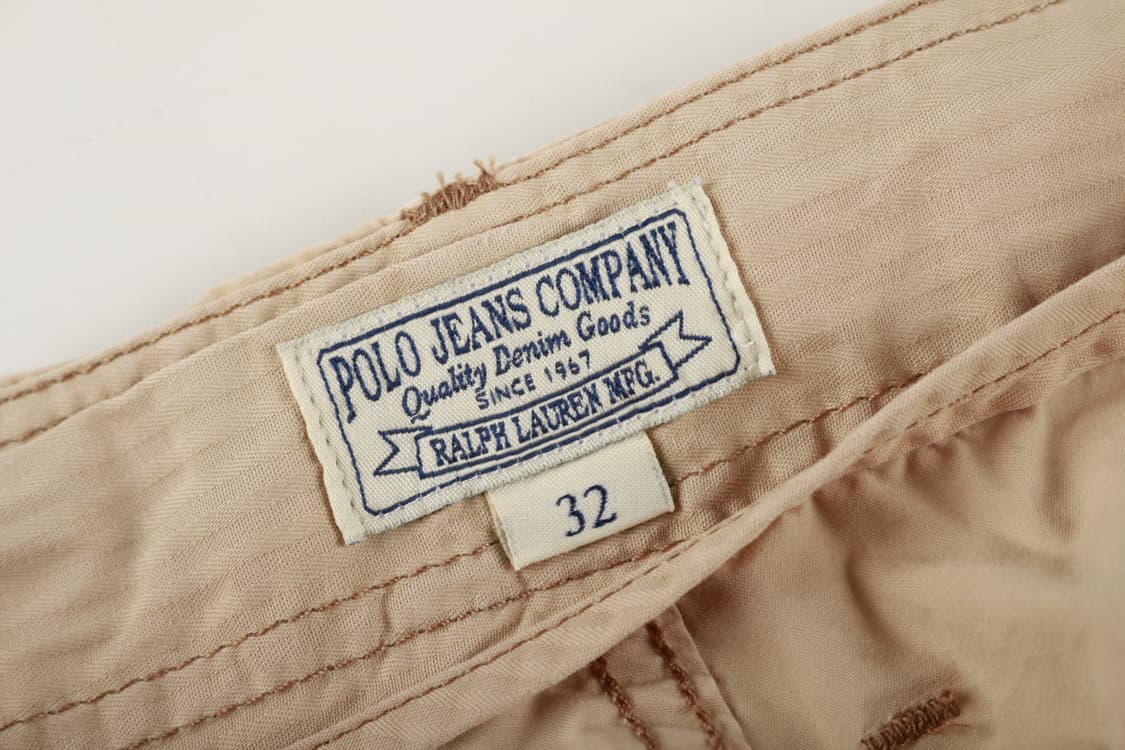 POLO JEANS COMPANY
Quality Denim Goods
SINCE 1967
RALPH LAUREN MFG.
32